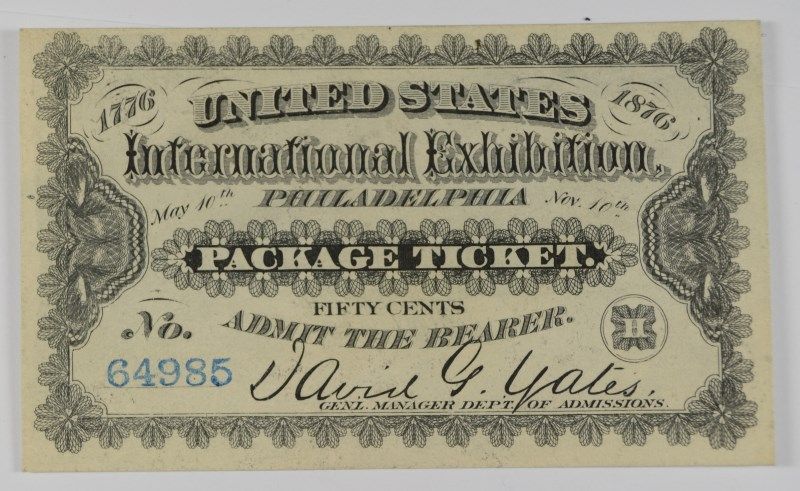 1776 UNITED STATES 1876
International Exhibition,
May 10th PHILADELPHIA Nov. 10th
PACKAGE TICKET.
FIFTY CENTS
No. ADMIT THE BEARER. H
64985 David G. Yates,
GENL. MANAGER DEPT. OF ADMISSIONS.